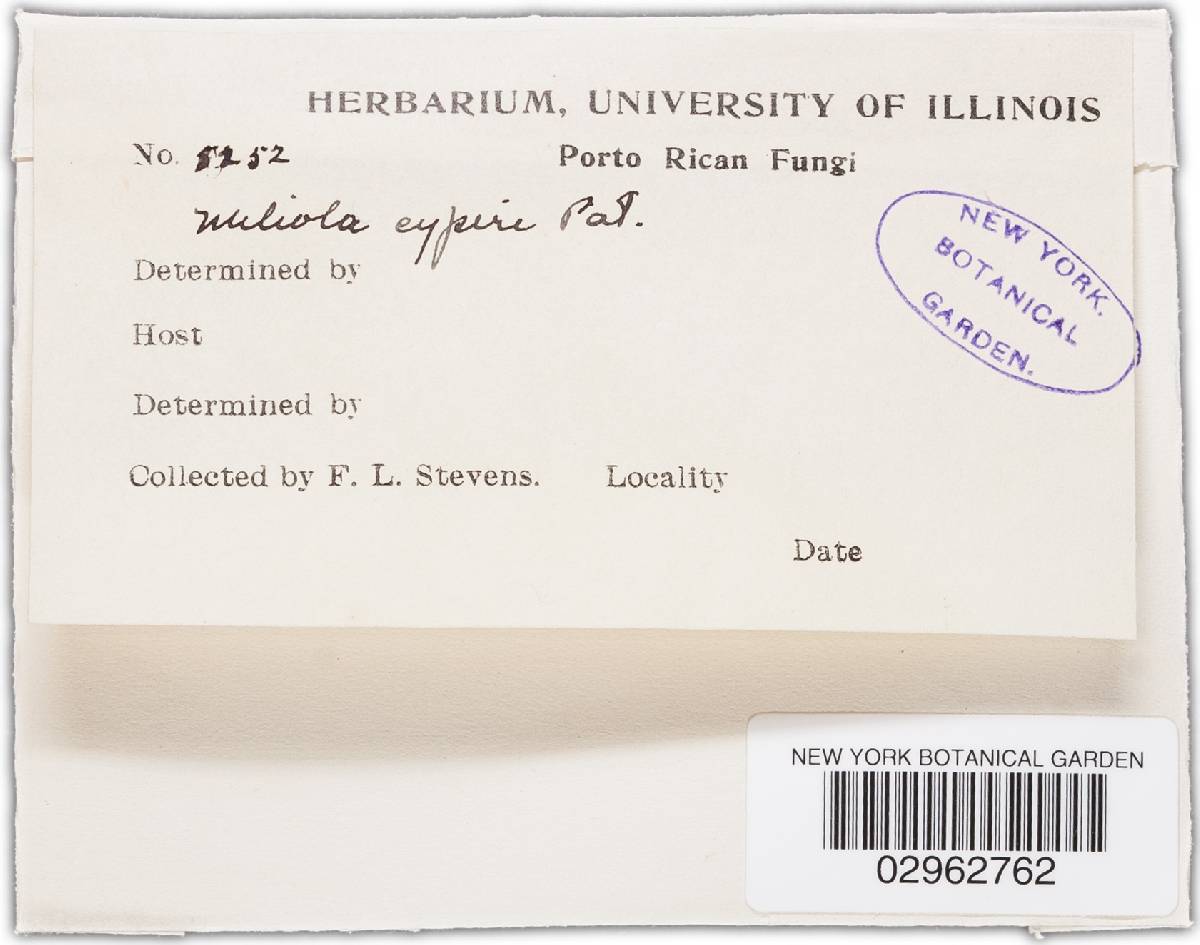 HERBARIUM, UNIVERSITY OF ILLINOIS
No. 5252 Porto Rican Fungi
Meliola cyperi Pat.
Determined by
Host
Determined by
Collected by F. L. Stevens. Locality
Date
NEW YORK.
BOTANICAL
GARDEN.
NEW YORK BOTANICAL GARDEN
02962762